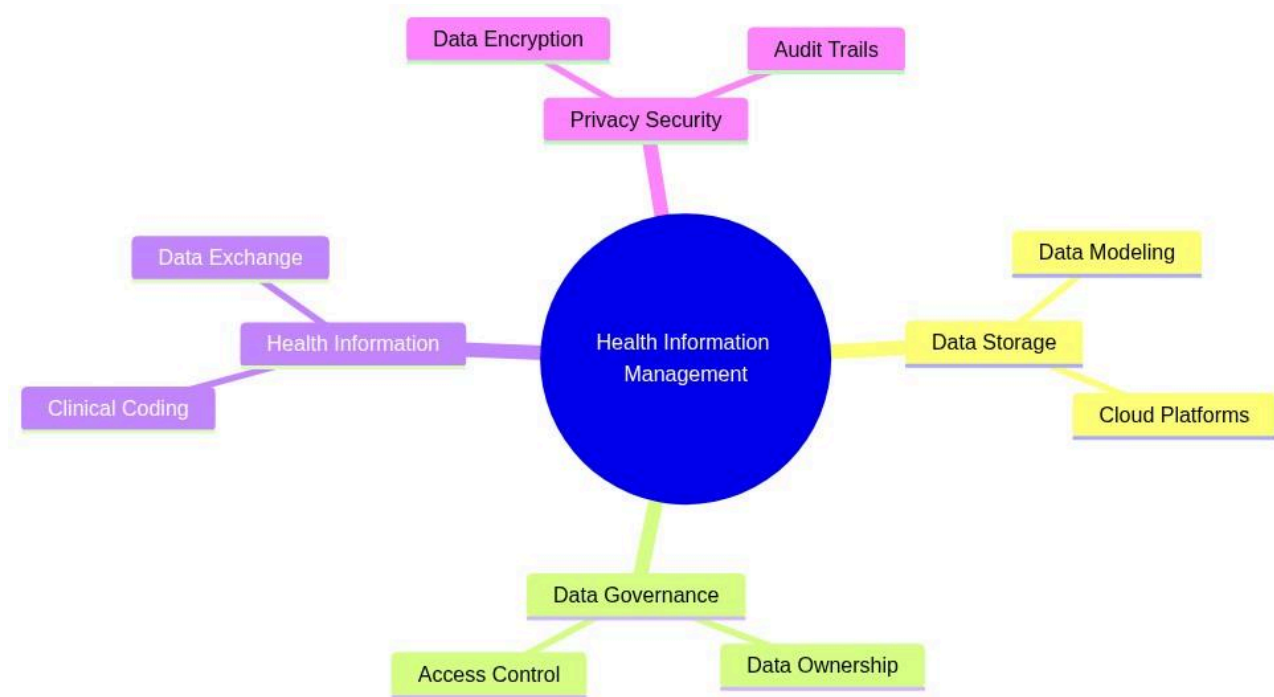 Data Encryption
Audit Trails
Privacy Security
Data Exchange
Data Modeling
Health Information
Health Information
Management
Data Storage
Clinical Coding
Cloud Platforms
Data Governance
Access Control
Data Ownership